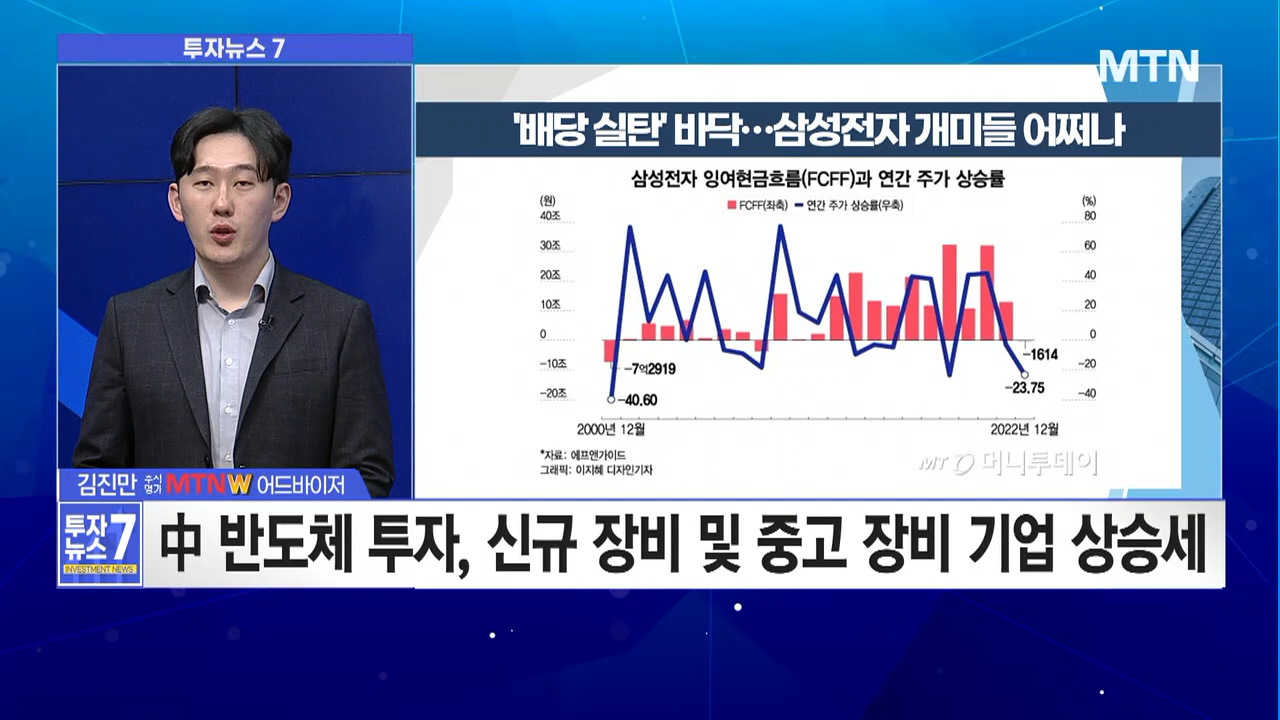 투자뉴스 7
MTN
'배당 실탄' 바닥…삼성전자 개미들 어쩌나
삼성전자 잉여현금흐름(FCFF)과 연간 주가 상승률
(원)
(%)
FCFF(좌축) 연간 주가 상승률(우축)
40조
80
30조
60
20조
40
10조
20
0
0
-10조
-20
-20조
-40
-7억2919
-40.60
-1614
-23.75
2000년 12월
2022년 12월
*자료: 에프앤가이드
그래픽: 이지혜 디자인기자
MT 머니투데이
김진만 주식명가 MTNW 어드바이저
투자뉴스7
INVESTMENT NEWS
中 반도체 투자, 신규 장비 및 중고 장비 기업 상승세